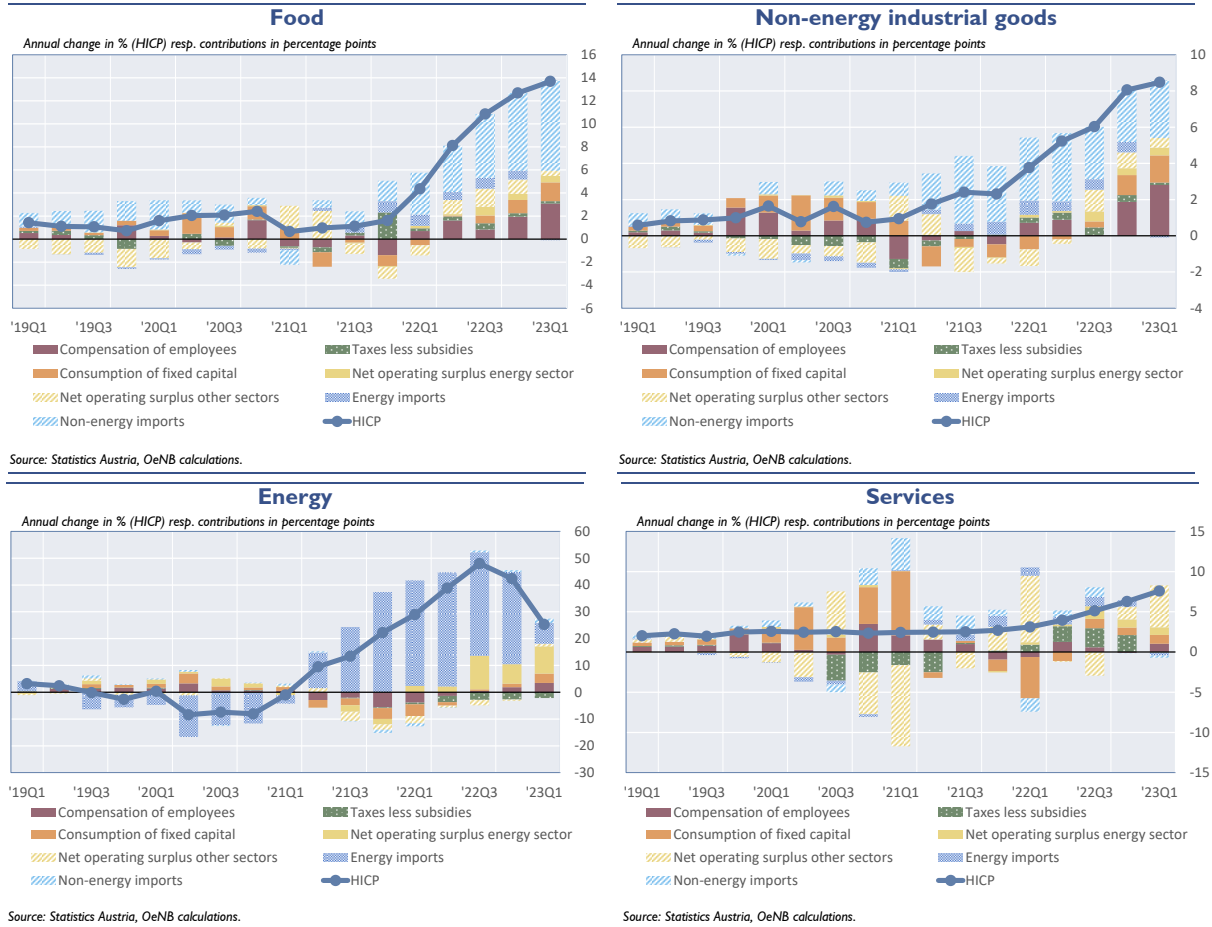 Food
Annual change in % (HICP) resp. contributions in percentage points
16
14
12
10
8
6
4
2
0
-2
-4
-6
'19Q1 '19Q3 '20Q1 '20Q3 '21Q1 '21Q3 '22Q1 '22Q3 '23Q1
Compensation of employees Taxes less subsidies
Consumption of fixed capital Net operating surplus energy sector
Net operating surplus other sectors Energy imports
Non-energy imports HICP
Source: Statistics Austria, OeNB calculations.
Non-energy industrial goods
Annual change in % (HICP) resp. contributions in percentage points
10
8
6
4
2
0
-2
-4
'19Q1 '19Q3 '20Q1 '20Q3 '21Q1 '21Q3 '22Q1 '22Q3 '23Q1
Compensation of employees Taxes less subsidies
Consumption of fixed capital Net operating surplus energy sector
Net operating surplus other sectors Energy imports
Non-energy imports HICP
Source: Statistics Austria, OeNB calculations.
Energy
Annual change in % (HICP) resp. contributions in percentage points
60
50
40
30
20
10
0
-10
-20
-30
'19Q1 '19Q3 '20Q1 '20Q3 '21Q1 '21Q3 '22Q1 '22Q3 '23Q1
Compensation of employees Taxes less subsidies
Consumption of fixed capital Net operating surplus energy sector
Net operating surplus other sectors Energy imports
Non-energy imports HICP
Source: Statistics Austria, OeNB calculations.
Services
Annual change in % (HICP) resp. contributions in percentage points
15
10
5
0
-5
-10
-15
'19Q1 '19Q3 '20Q1 '20Q3 '21Q1 '21Q3 '22Q1 '22Q3 '23Q1
Compensation of employees Taxes less subsidies
Consumption of fixed capital Net operating surplus energy sector
Net operating surplus other sectors Energy imports
Non-energy imports HICP
Source: Statistics Austria, OeNB calculations.